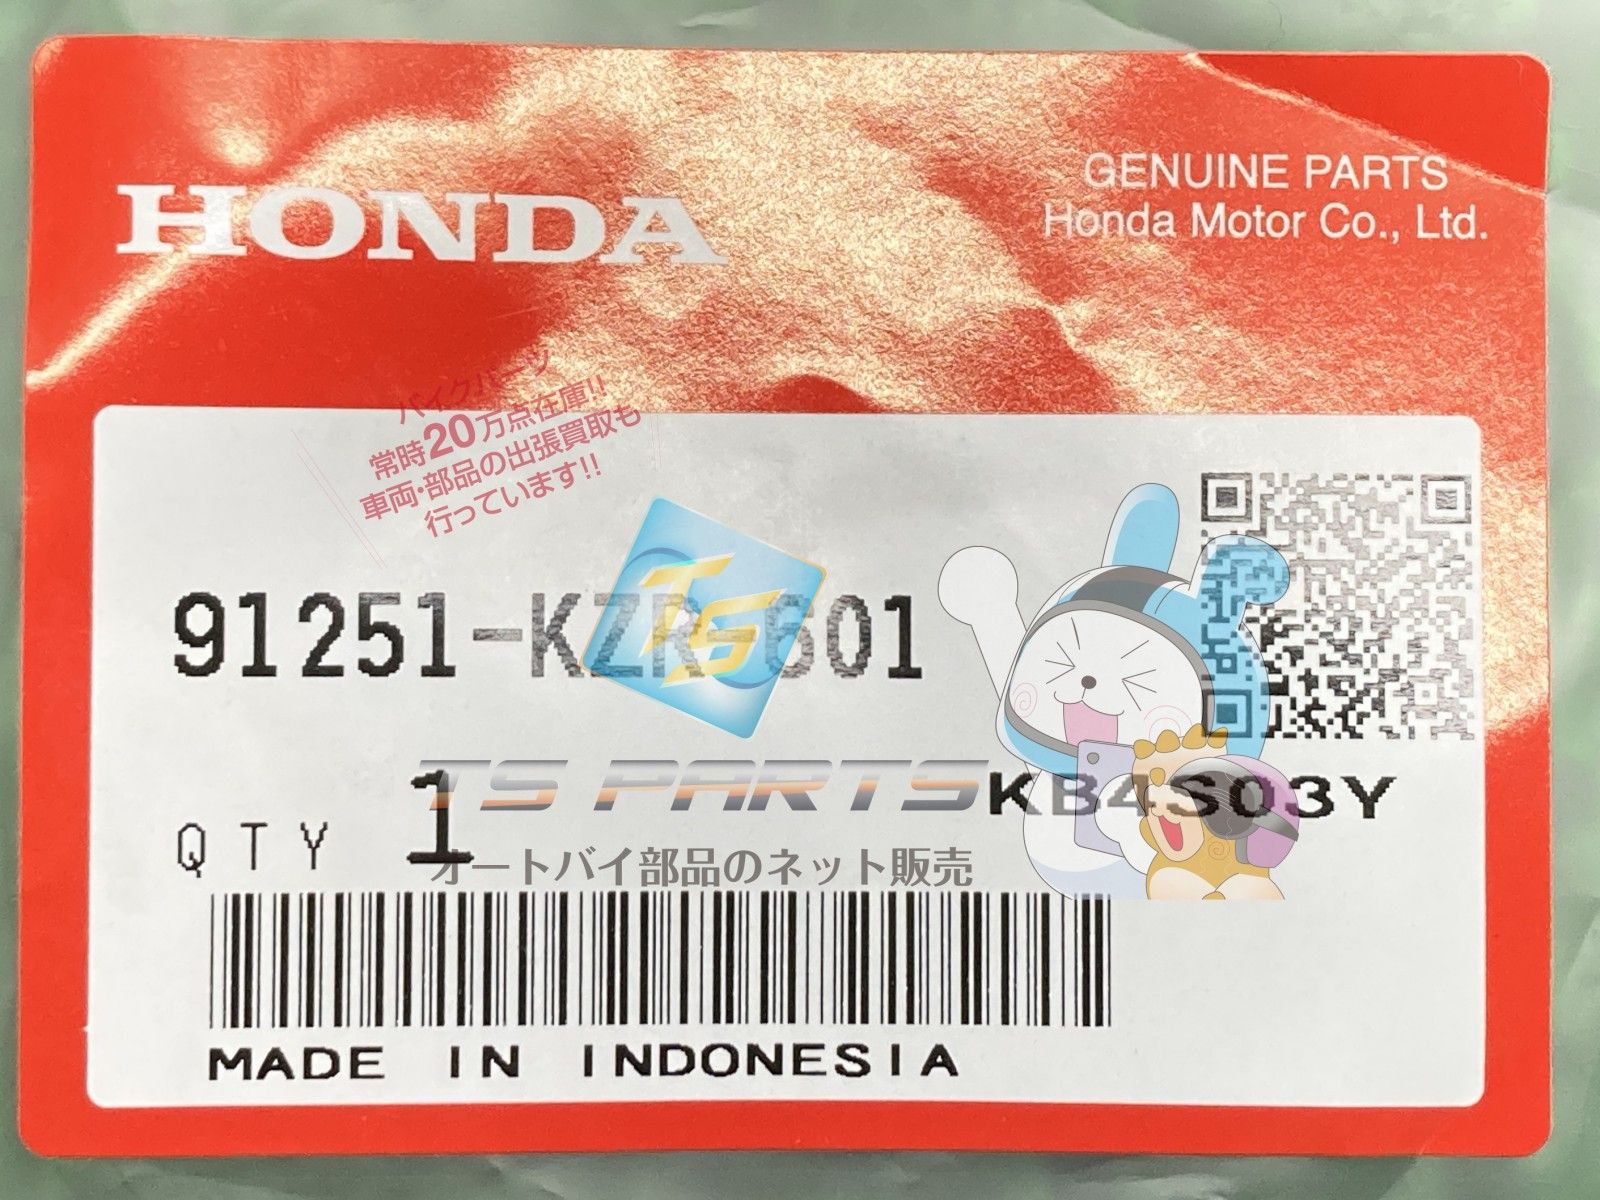 HONDA
GENUINE PARTS
Honda Motor Co., Ltd.
バイクパーツ
常時20万点在庫!!
車両・部品の出張買取も
行っています!!
TS
91251-KZR-601
TS PARTS
KB4S03Y
QTY 1
オートバイ部品のネット販売
MADE IN INDONESIA